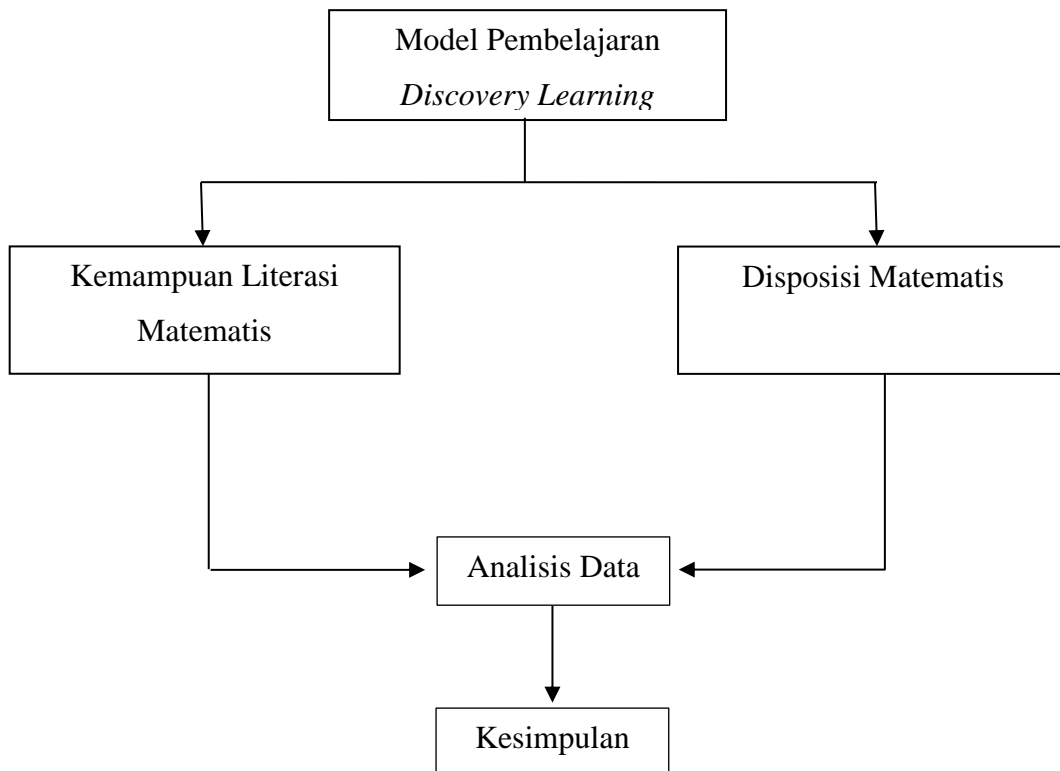 Model Pembelajaran
Discovery Learning
Kemampuan Literasi
Matematis
Disposisi Matematis
Analisis Data
Kesimpulan